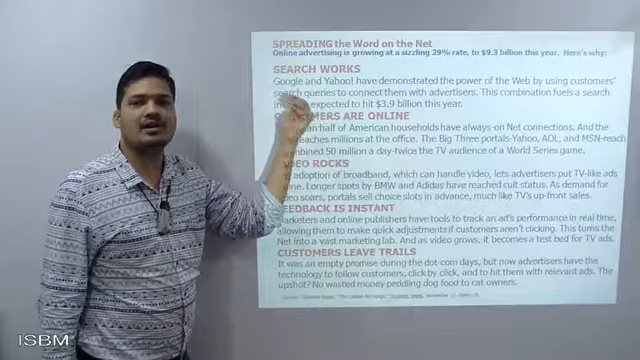 SPREADING the Word on the Net
Online advertising is growing at a sizzling 29% rate, to $9.3 billion this year. Here's why:
SEARCH WORKS
Google and Yahoo! have demonstrated the power of the Web by using customers'
search queries to connect them with advertisers. This combination fuels a search
expected to hit $3.9 billion this year.
ARE ONLINE
half of American households have always-on Net connections. And the
reaches millions at the office. The Big Three portals-Yahoo, AOL, and MSN-reach
combined 50 million a day-twice the TV audience of a World Series game.
ROCKS
adoption of broadband, which can handle video, lets advertisers put TV-like ads
Longer spots by BMW and Adidas have reached cult status. As demand for
video soars, portals sell choice slots in advance, much like TV's up-front sales.
FEEDBACK IS INSTANT
Marketers and online publishers have tools to track an ad's performance in real time,
allowing them to make quick adjustments if customers aren't clicking. This turns the
Net into a vast marketing lab. And as video grows, it becomes a test bed for TV ads.
CUSTOMERS LEAVE TRAILS
It was an empty promise during the dot-com days, but now advertisers have the
technology to follow customers, click by click, and to hit them with relevant ads. The
upshot? No wasted money peddling dog food to cat owners.
ISBM